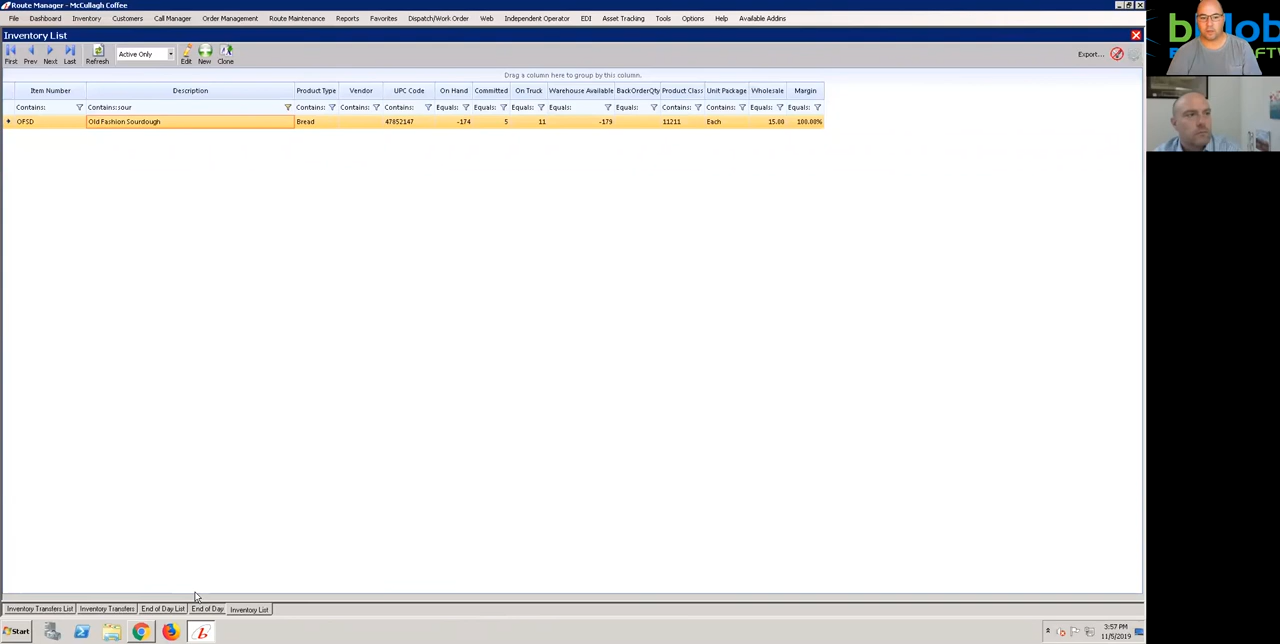 Route Manager - McCullagh Coffee
File Dashboard Inventory Customers Call Manager Order Management Route Maintenance Reports Favorites Dispatch/Work Order Web Independent Operator EDI Asset Tracking Tools Options Help Available Addins
Inventory List
First Prev Next Last Refresh Active Only Edit New Clone Export...
Drag a column here to group by this column.
Item Number Description Product Type Vendor UPC Code On Hand Committed On Truck Warehouse Available BackOrderQty Product Class Unit Package Wholesale Margin
Contains: Contains:sour Contains: Contains: Contains: Equals: Equals: Equals: Equals: Equals: Contains: Contains: Equals: Equals:
OFSD Old Fashion Sourdough Bread 47852147 -174 5 11 -179 11211 Each 15.00 100.00%
Inventory Transfers List Inventory Transfers End of Day List End of Day Inventory List
Start
3:57 PM
11/5/2019